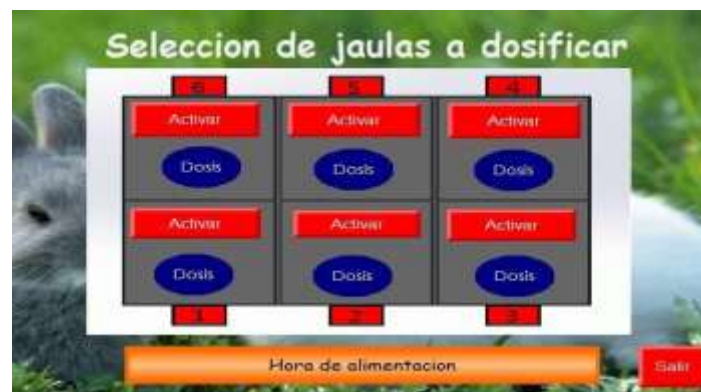 Seleccion de jaulas a dosificar
6 5 4
Activar Activar Activar
Dosis Dosis Dosis
Activar Activar Activar
Dosis Dosis Dosis
1 2 3
Hora de alimentacion
Salir